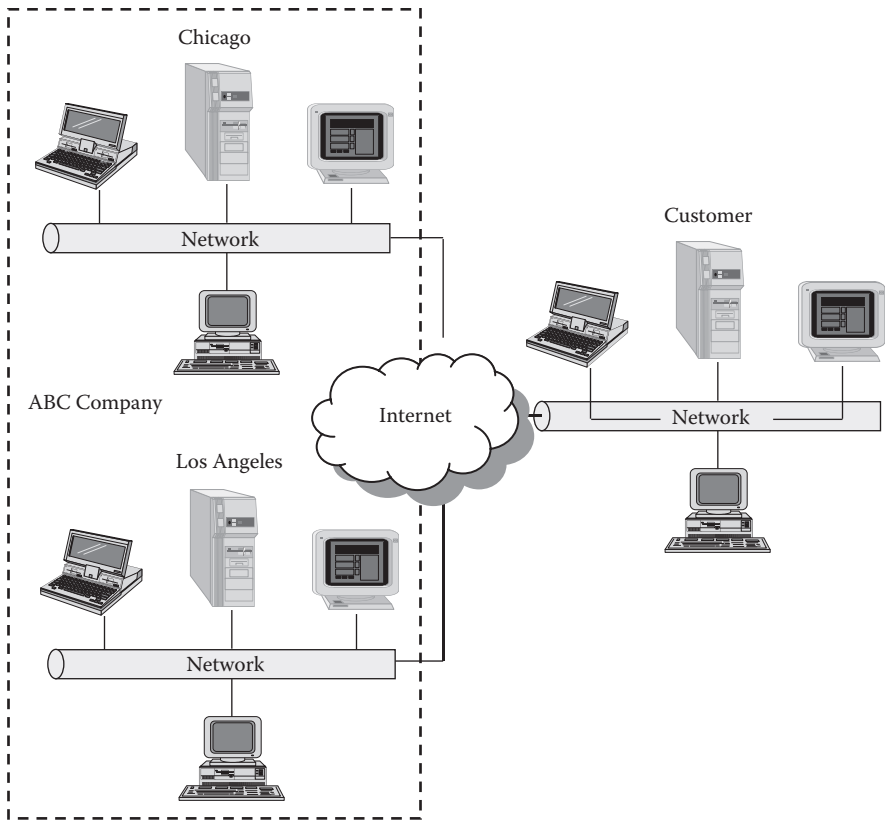 Chicago
Network
ABC Company
Los Angeles
Network
Internet
Customer
Network